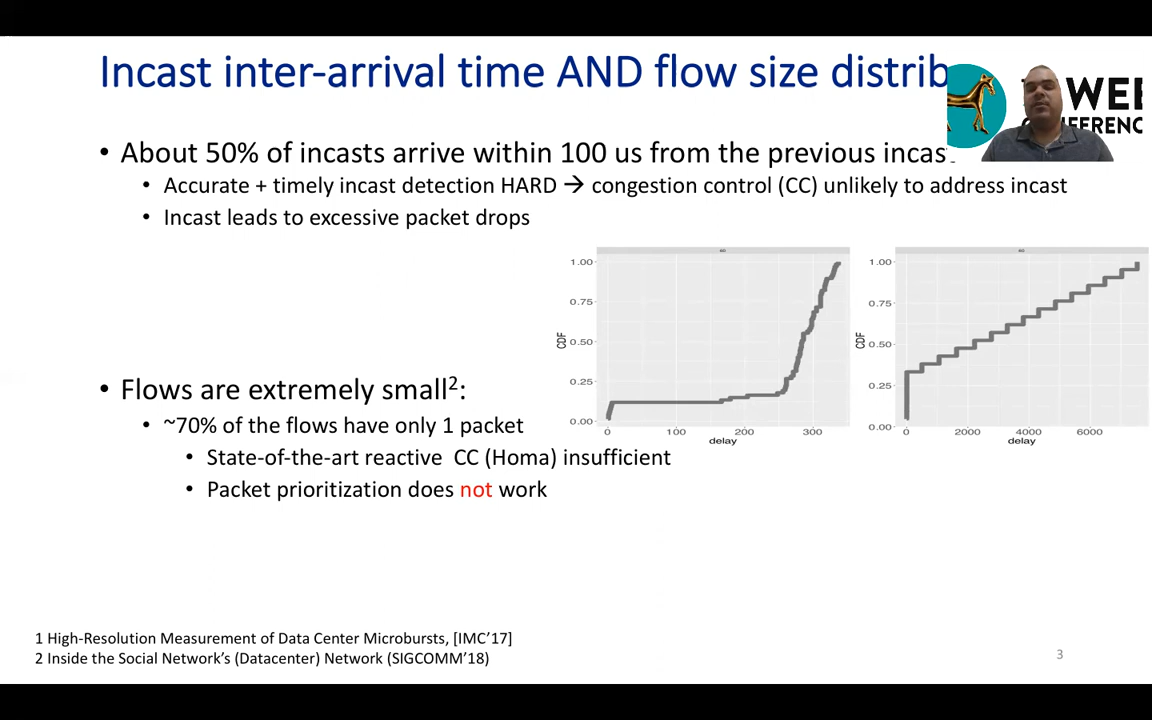 Incast inter-arrival time AND flow size distrib
WEB
CONFERENC
• About 50% of incasts arrive within 100 us from the previous incast
• Accurate + timely incast detection HARD → congestion control (CC) unlikely to address incast
• Incast leads to excessive packet drops
1.00
0.75
0.50
0.25
0.00
CDF
0 100 200 300
delay
1.00
0.75
0.50
0.25
0.00
CDF
0 2000 4000 6000
delay
• Flows are extremely small²:
• ~70% of the flows have only 1 packet
• State-of-the-art reactive CC (Homa) insufficient
• Packet prioritization does not work
1 High-Resolution Measurement of Data Center Microbursts, [IMC’17]
2 Inside the Social Network’s (Datacenter) Network (SIGCOMM’18)
3